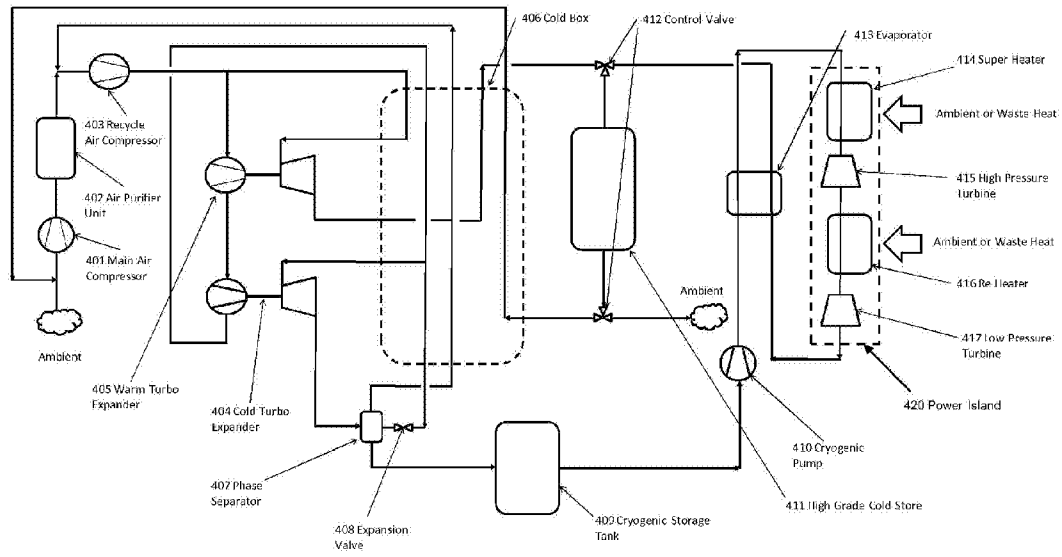 406 Cold Box
412 Control Valve
413 Evaporator
414 Super Heater
Ambient or Waste Heat
403 Recycle
Air Compressor
415 High Pressure
Turbine
402 Air Purifier
Unit
Ambient or Waste Heat
401 Main Air
Compressor
416 Re Heater
Ambient
Ambient
417 Low Pressure
Turbine
405 Warm Turbo
Expander
404 Cold Turbo
Expander
420 Power Island
410 Cryogenic
Pump
407 Phase
Separator
411 High Grade Cold Store
408 Expansion
Valve
409 Cryogenic Storage
Tank